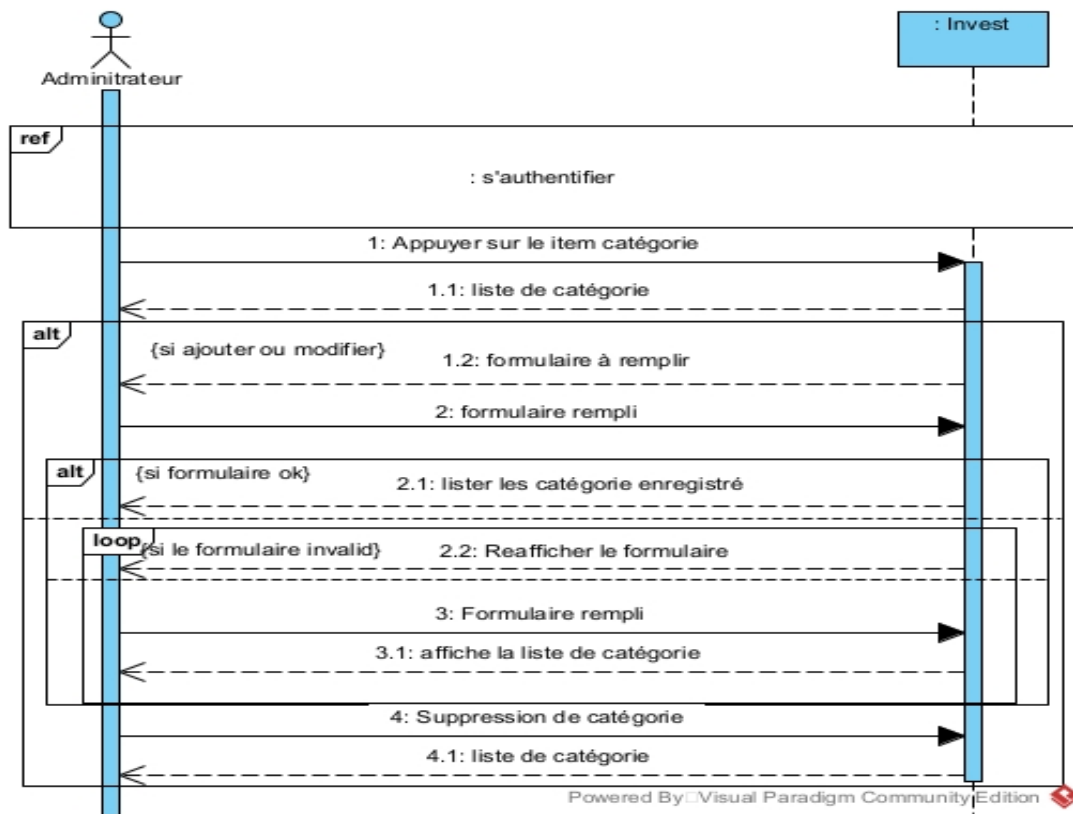 : Invest
Adminitrateur
ref
: s'authentifier
1: Appuyer sur le item catégorie
1.1: liste de catégorie
alt
{si ajouter ou modifier}
1.2: formulaire à remplir
2: formulaire rempli
alt
{si formulaire ok}
2.1: lister les catégorie enregistré
loop
{si le formulaire invalid}
2.2: Reafficher le formulaire
3: Formulaire rempli
3.1: affiche la liste de catégorie
4: Suppression de catégorie
4.1: liste de catégorie
Powered By□Visual Paradigm Community Edition